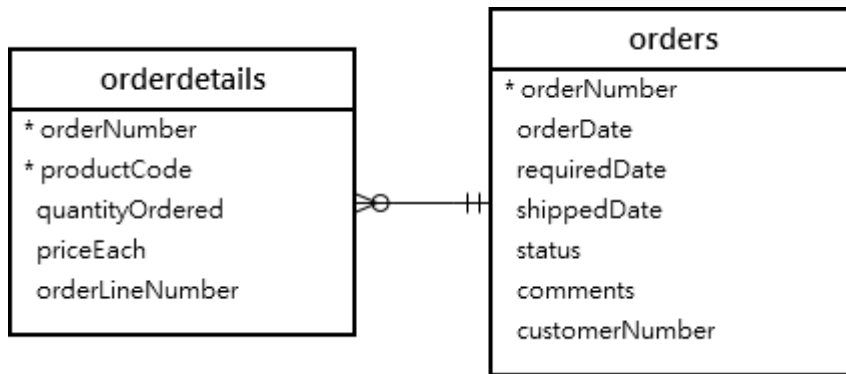 orderdetails
* orderNumber
* productCode
quantityOrdered
priceEach
orderLineNumber
orders
* orderNumber
orderDate
requiredDate
shippedDate
status
comments
customerNumber